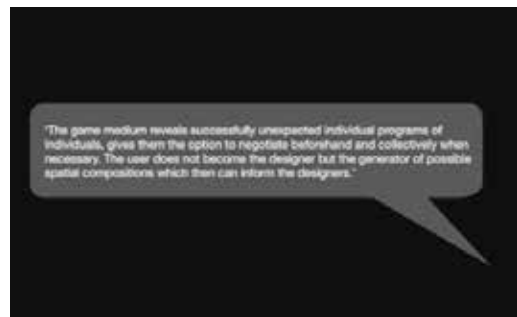 "The game medium reveals successfully unexpected individual programs of
individuals, gives them the option to negotiate beforehand and collectively when
necessary. The user does not become the designer but the generator of possible
spatial compositions which then can inform the designers."